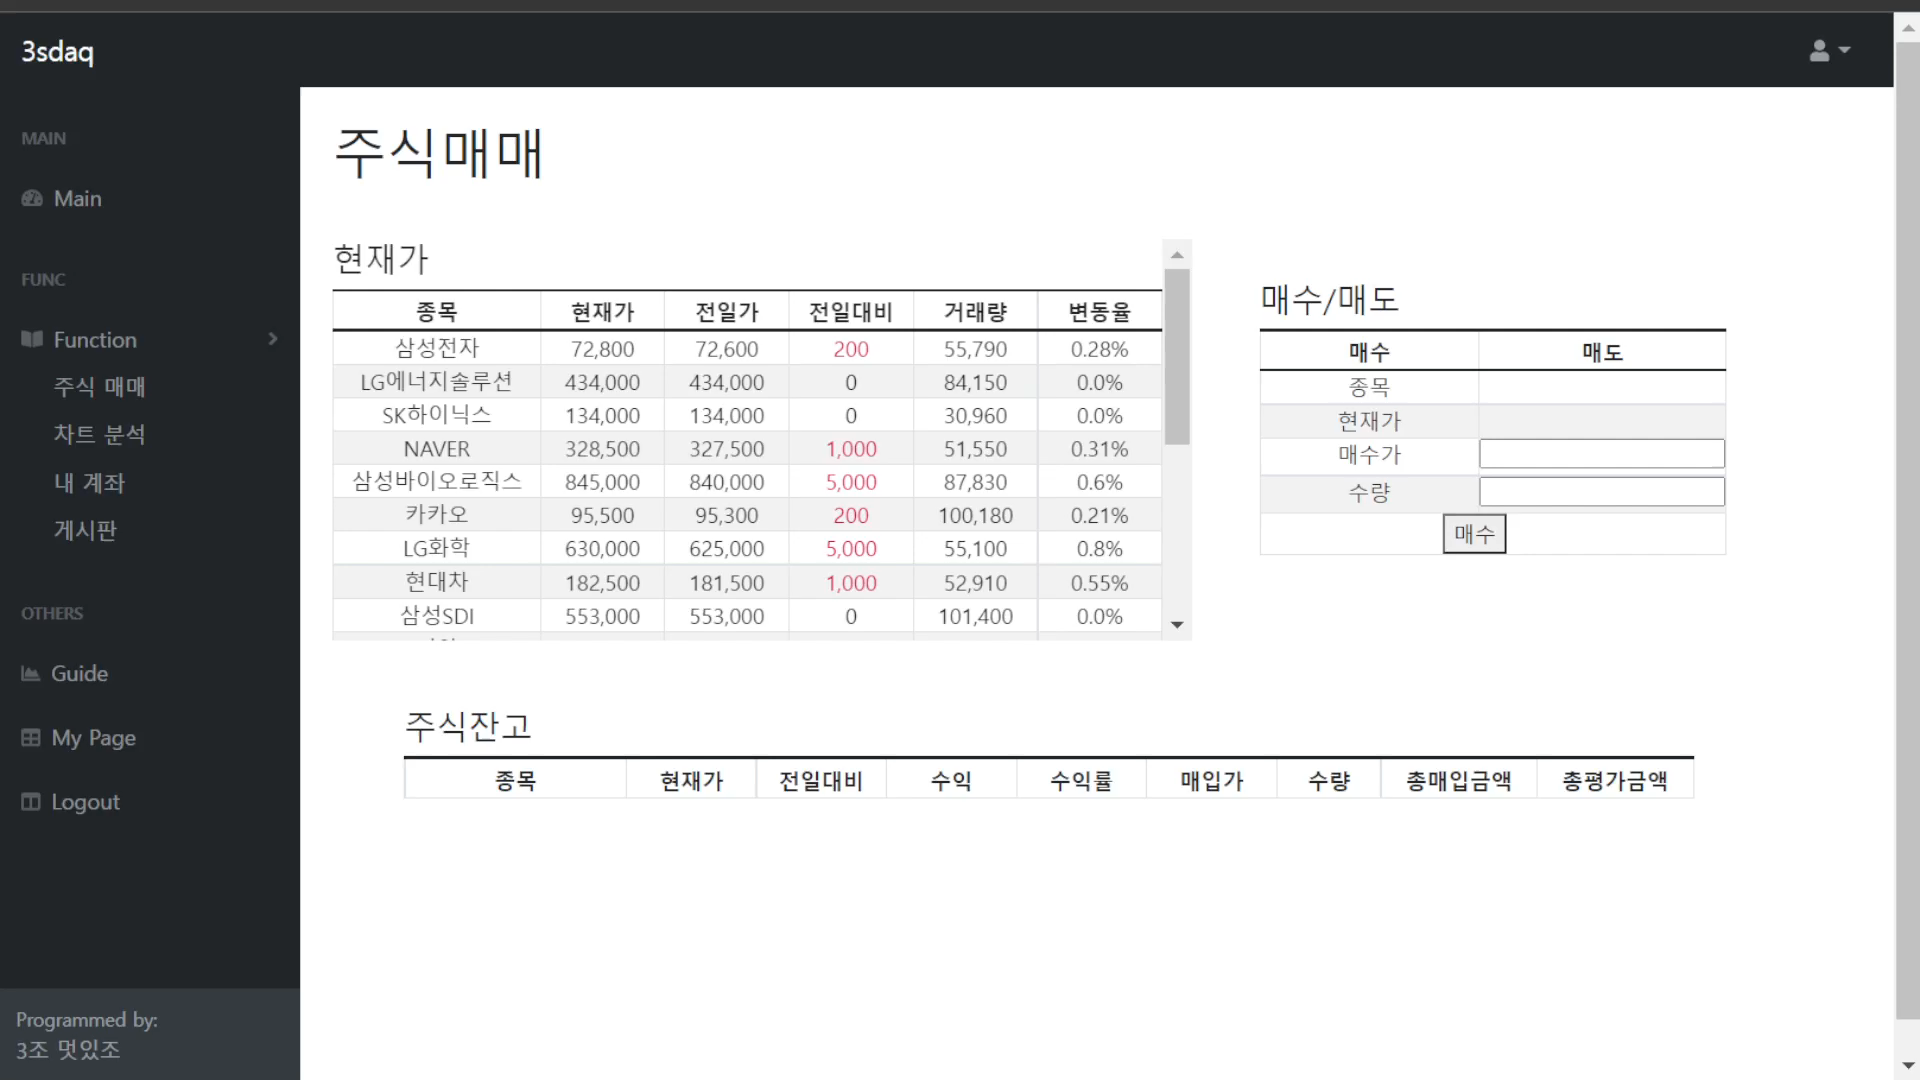 3sdaq
MAIN
Main
FUNC
Function
주식 매매
차트 분석
내 계좌
게시판
OTHERS
Guide
My Page
Logout
Programmed by:
3조 멋있조
주식매매
현재가
종목 현재가 전일가 전일대비 거래량 변동율
삼성전자 72,800 72,600 200 55,790 0.28%
LG에너지솔루션 434,000 434,000 0 84,150 0.0%
SK하이닉스 134,000 134,000 0 30,960 0.0%
NAVER 328,500 327,500 1,000 51,550 0.31%
삼성바이오로직스 845,000 840,000 5,000 87,830 0.6%
카카오 95,500 95,300 200 100,180 0.21%
LG화학 630,000 625,000 5,000 55,100 0.8%
현대차 182,500 181,500 1,000 52,910 0.55%
삼성SDI 553,000 553,000 0 101,400 0.0%
매수/매도
매수 매도
종목
현재가
매수가
수량
매수
주식잔고
종목 현재가 전일대비 수익 수익률 매입가 수량 총매입금액 총평가금액